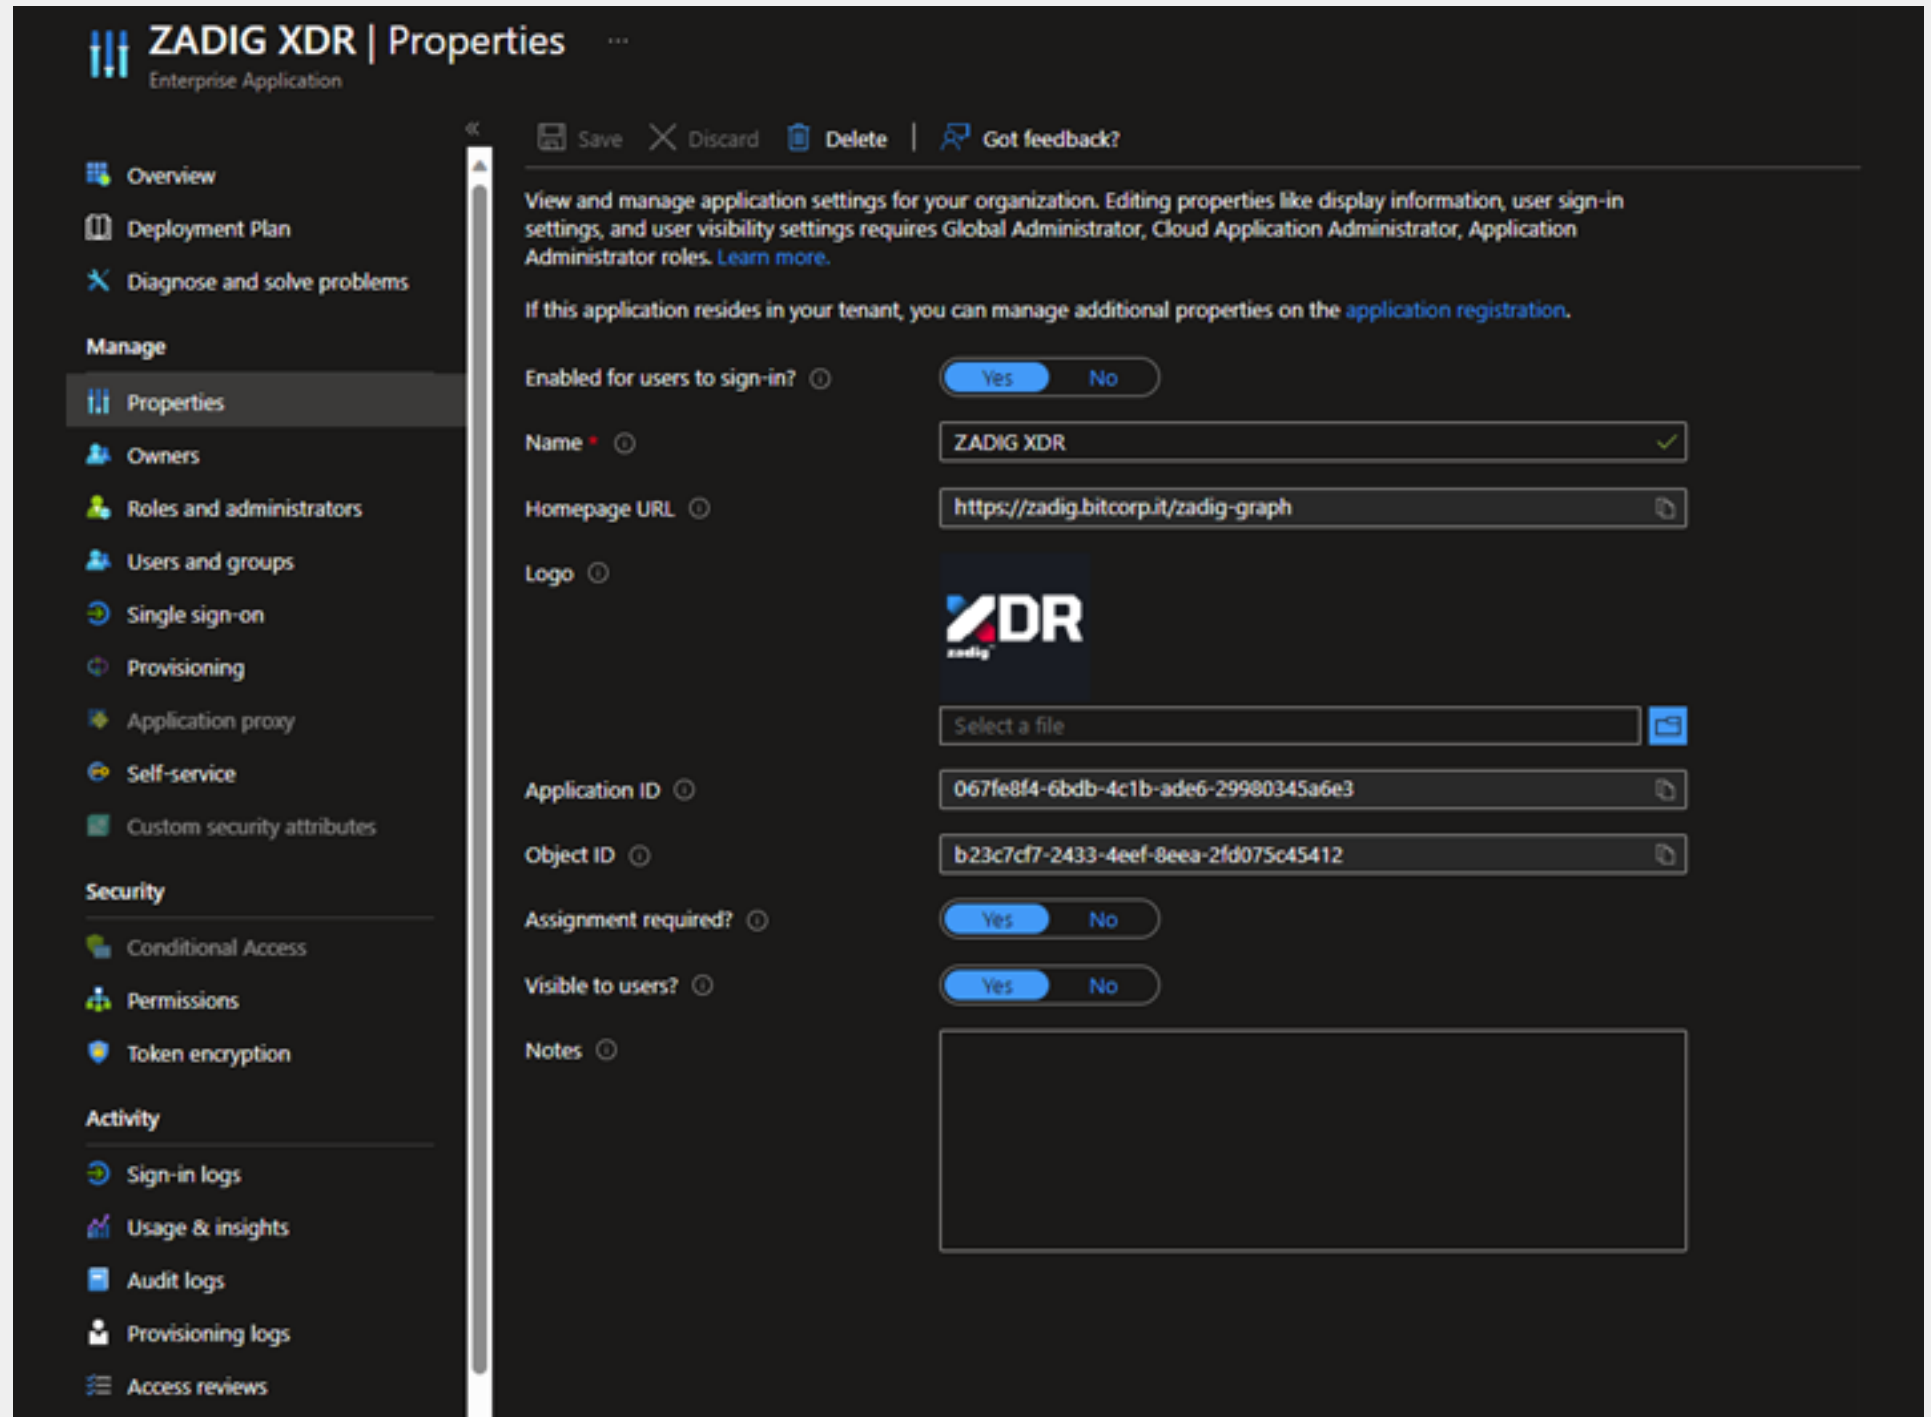 ZADIG XDR | Properties ...
Enterprise Application
«
Save Discard Delete | Got feedback?
Overview
Deployment Plan
Diagnose and solve problems
Manage
Properties
Owners
Roles and administrators
Users and groups
Single sign-on
Provisioning
Application proxy
Self-service
Custom security attributes
Security
Conditional Access
Permissions
Token encryption
Activity
Sign-in logs
Usage & insights
Audit logs
Provisioning logs
Access reviews
View and manage application settings for your organization. Editing properties like display information, user sign-in
settings, and user visibility settings requires Global Administrator, Cloud Application Administrator, Application
Administrator roles. Learn more.
If this application resides in your tenant, you can manage additional properties on the application registration.
Enabled for users to sign-in? Yes No
Name * ZADIG XDR
Homepage URL https://zadig.bitcorp.it/zadig-graph
Logo
XDR
zadig™
Select a file
Application ID 067fe8f4-6bdb-4c1b-ade6-29980345a6e3
Object ID b23c7cf7-2433-4eef-8eea-2fd075c45412
Assignment required? Yes No
Visible to users? Yes No
Notes